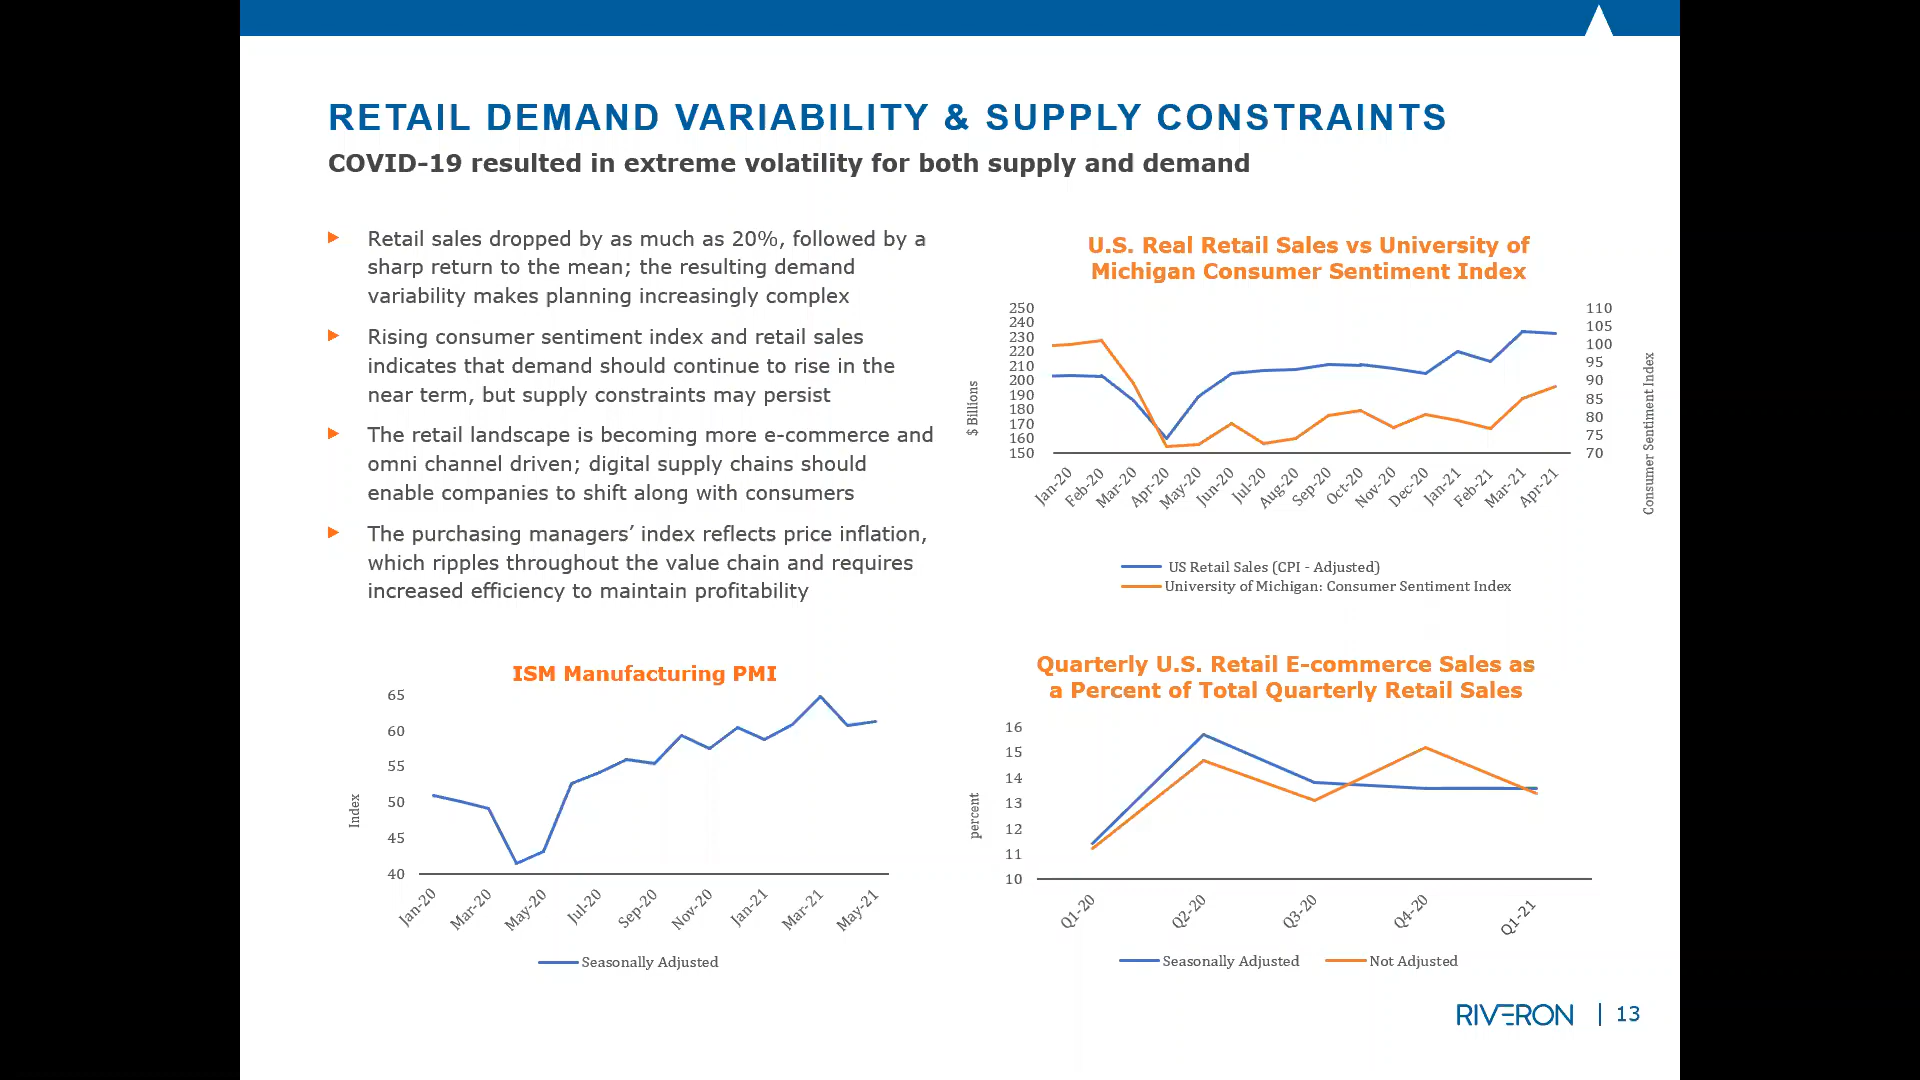 RETAIL DEMAND VARIABILITY & SUPPLY CONSTRAINTS
COVID-19 resulted in extreme volatility for both supply and demand
Retail sales dropped by as much as 20%, followed by a
sharp return to the mean; the resulting demand
variability makes planning increasingly complex
Rising consumer sentiment index and retail sales
indicates that demand should continue to rise in the
near term, but supply constraints may persist
The retail landscape is becoming more e-commerce and
omni channel driven; digital supply chains should
enable companies to shift along with consumers
The purchasing managers’ index reflects price inflation,
which ripples throughout the value chain and requires
increased efficiency to maintain profitability
U.S. Real Retail Sales vs University of
Michigan Consumer Sentiment Index
250
240
230
220
210
200
190
180
170
160
150
$ Billions
110
105
100
95
90
85
80
75
70
Consumer Sentiment Index
Jan-20
Feb-20
Mar-20
Apr-20
May-20
Jun-20
Jul-20
Aug-20
Sep-20
Oct-20
Nov-20
Dec-20
Jan-21
Feb-21
Mar-21
Apr-21
US Retail Sales (CPI - Adjusted)
University of Michigan: Consumer Sentiment Index
ISM Manufacturing PMI
65
60
55
50
45
40
Index
Jan-20
Mar-20
May-20
Jul-20
Sep-20
Nov-20
Jan-21
Mar-21
May-21
Seasonally Adjusted
Quarterly U.S. Retail E-commerce Sales as
a Percent of Total Quarterly Retail Sales
16
15
14
13
12
11
10
percent
Q1-20
Q2-20
Q3-20
Q4-20
Q1-21
Seasonally Adjusted
Not Adjusted
RIVERON | 13